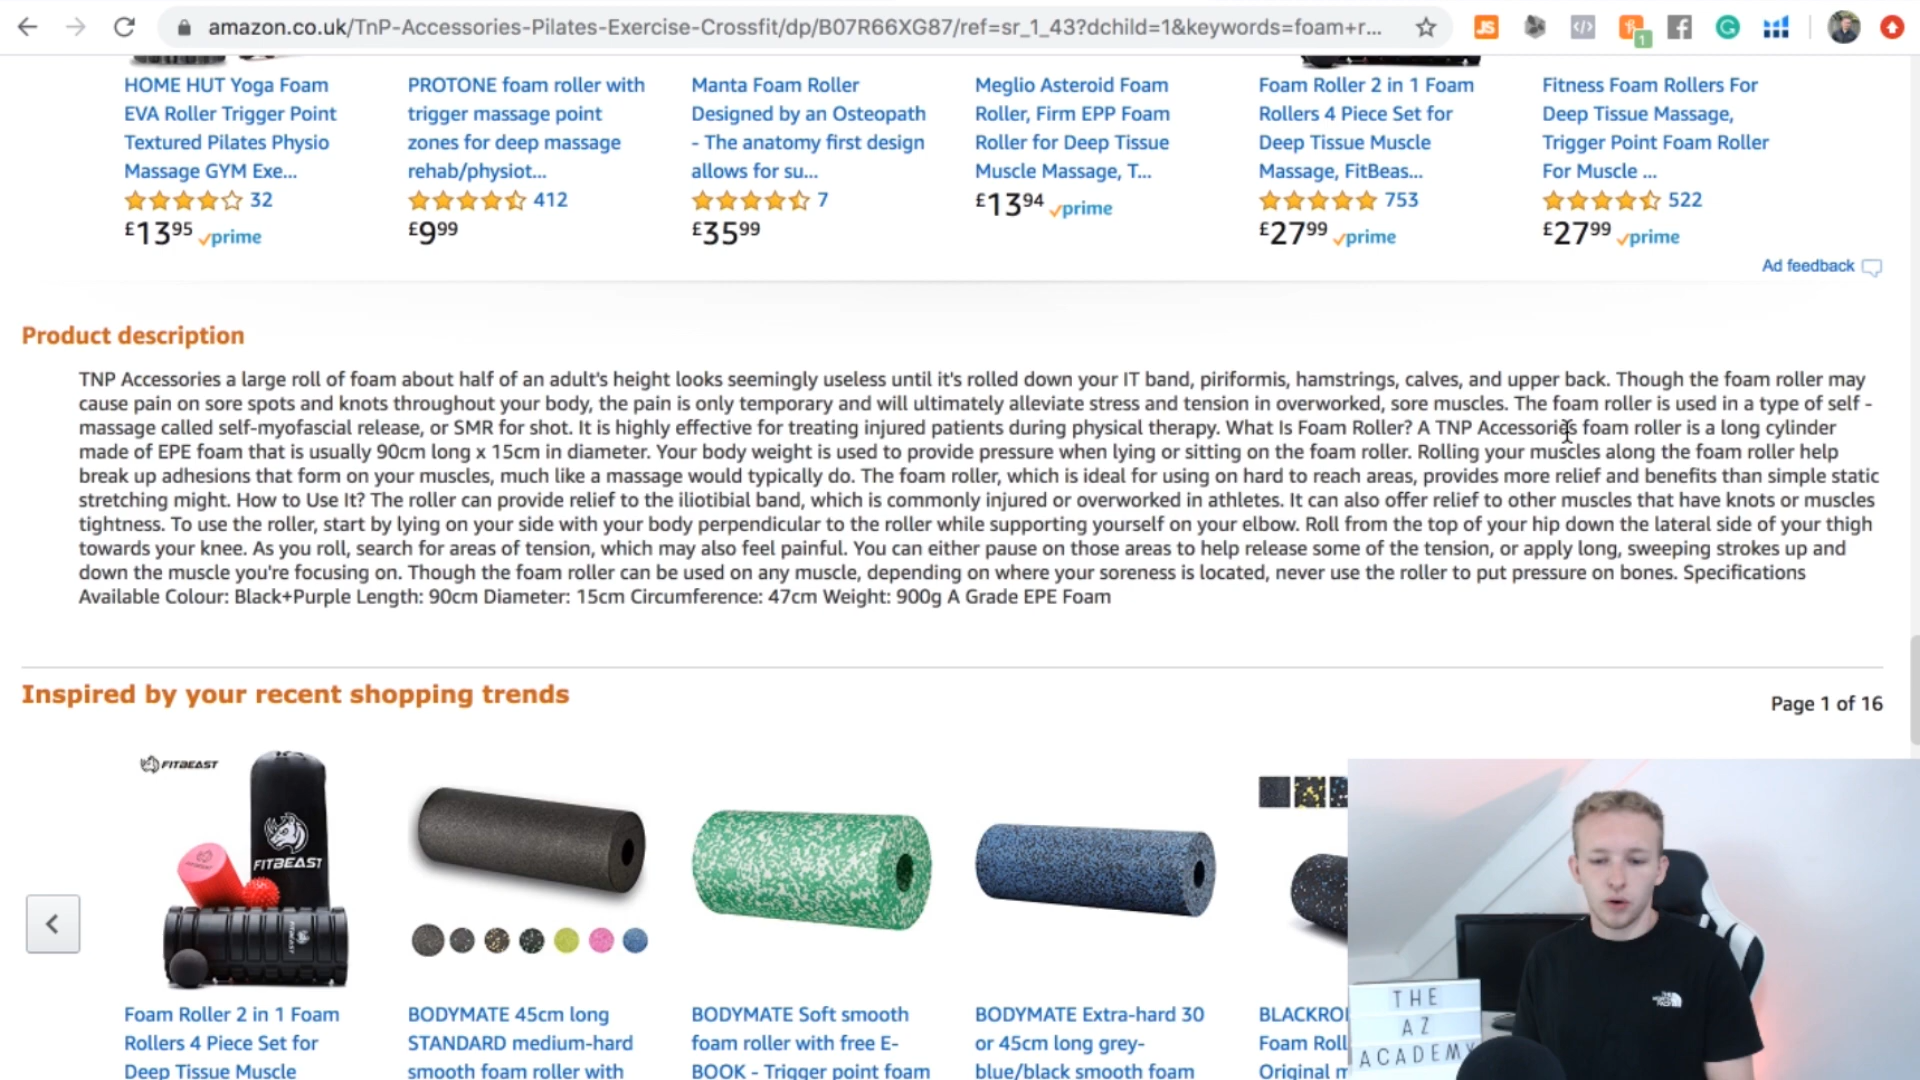 amazon.co.uk/TnP-Accessories-Pilates-Exercise-Crossfit/dp/B07R66XG87/ref=sr_1_43?dchild=1&keywords=foam+r...
JS
1
HOME HUT Yoga Foam
EVA Roller Trigger Point
Textured Pilates Physio
Massage GYM Exe...
32
£1395 prime
PROTONE foam roller with
trigger massage point
zones for deep massage
rehab/physiot...
412
£999
Manta Foam Roller
Designed by an Osteopath
- The anatomy first design
allows for su...
7
£3599
Meglio Asteroid Foam
Roller, Firm EPP Foam
Roller for Deep Tissue
Muscle Massage, T...
£1394 prime
Foam Roller 2 in 1 Foam
Rollers 4 Piece Set for
Deep Tissue Muscle
Massage, FitBeas...
753
£2799 prime
Fitness Foam Rollers For
Deep Tissue Massage,
Trigger Point Foam Roller
For Muscle ...
522
£2799 prime
Ad feedback
Product description
TNP Accessories a large roll of foam about half of an adult's height looks seemingly useless until it's rolled down your IT band, piriformis, hamstrings, calves, and upper back. Though the foam roller may
cause pain on sore spots and knots throughout your body, the pain is only temporary and will ultimately alleviate stress and tension in overworked, sore muscles. The foam roller is used in a type of self -
massage called self-myofascial release, or SMR for shot. It is highly effective for treating injured patients during physical therapy. What Is Foam Roller? A TNP Accessories foam roller is a long cylinder
made of EPE foam that is usually 90cm long x 15cm in diameter. Your body weight is used to provide pressure when lying or sitting on the foam roller. Rolling your muscles along the foam roller help
break up adhesions that form on your muscles, much like a massage would typically do. The foam roller, which is ideal for using on hard to reach areas, provides more relief and benefits than simple static
stretching might. How to Use It? The roller can provide relief to the iliotibial band, which is commonly injured or overworked in athletes. It can also offer relief to other muscles that have knots or muscles
tightness. To use the roller, start by lying on your side with your body perpendicular to the roller while supporting yourself on your elbow. Roll from the top of your hip down the lateral side of your thigh
towards your knee. As you roll, search for areas of tension, which may also feel painful. You can either pause on those areas to help release some of the tension, or apply long, sweeping strokes up and
down the muscle you're focusing on. Though the foam roller can be used on any muscle, depending on where your soreness is located, never use the roller to put pressure on bones. Specifications
Available Colour: Black+Purple Length: 90cm Diameter: 15cm Circumference: 47cm Weight: 900g A Grade EPE Foam
Inspired by your recent shopping trends
Page 1 of 16
FITBEAST
FITBEAST
Foam Roller 2 in 1 Foam
Rollers 4 Piece Set for
Deep Tissue Muscle
BODYMATE 45cm long
STANDARD medium-hard
smooth foam roller with
BODYMATE Soft smooth
foam roller with free E-
BOOK - Trigger point foam
BODYMATE Extra-hard 30
or 45cm long grey-
blue/black smooth foam
BLACKRO
Foam Roll
Original m
THE
AZ
ACADEMY
THE NORTH FACE